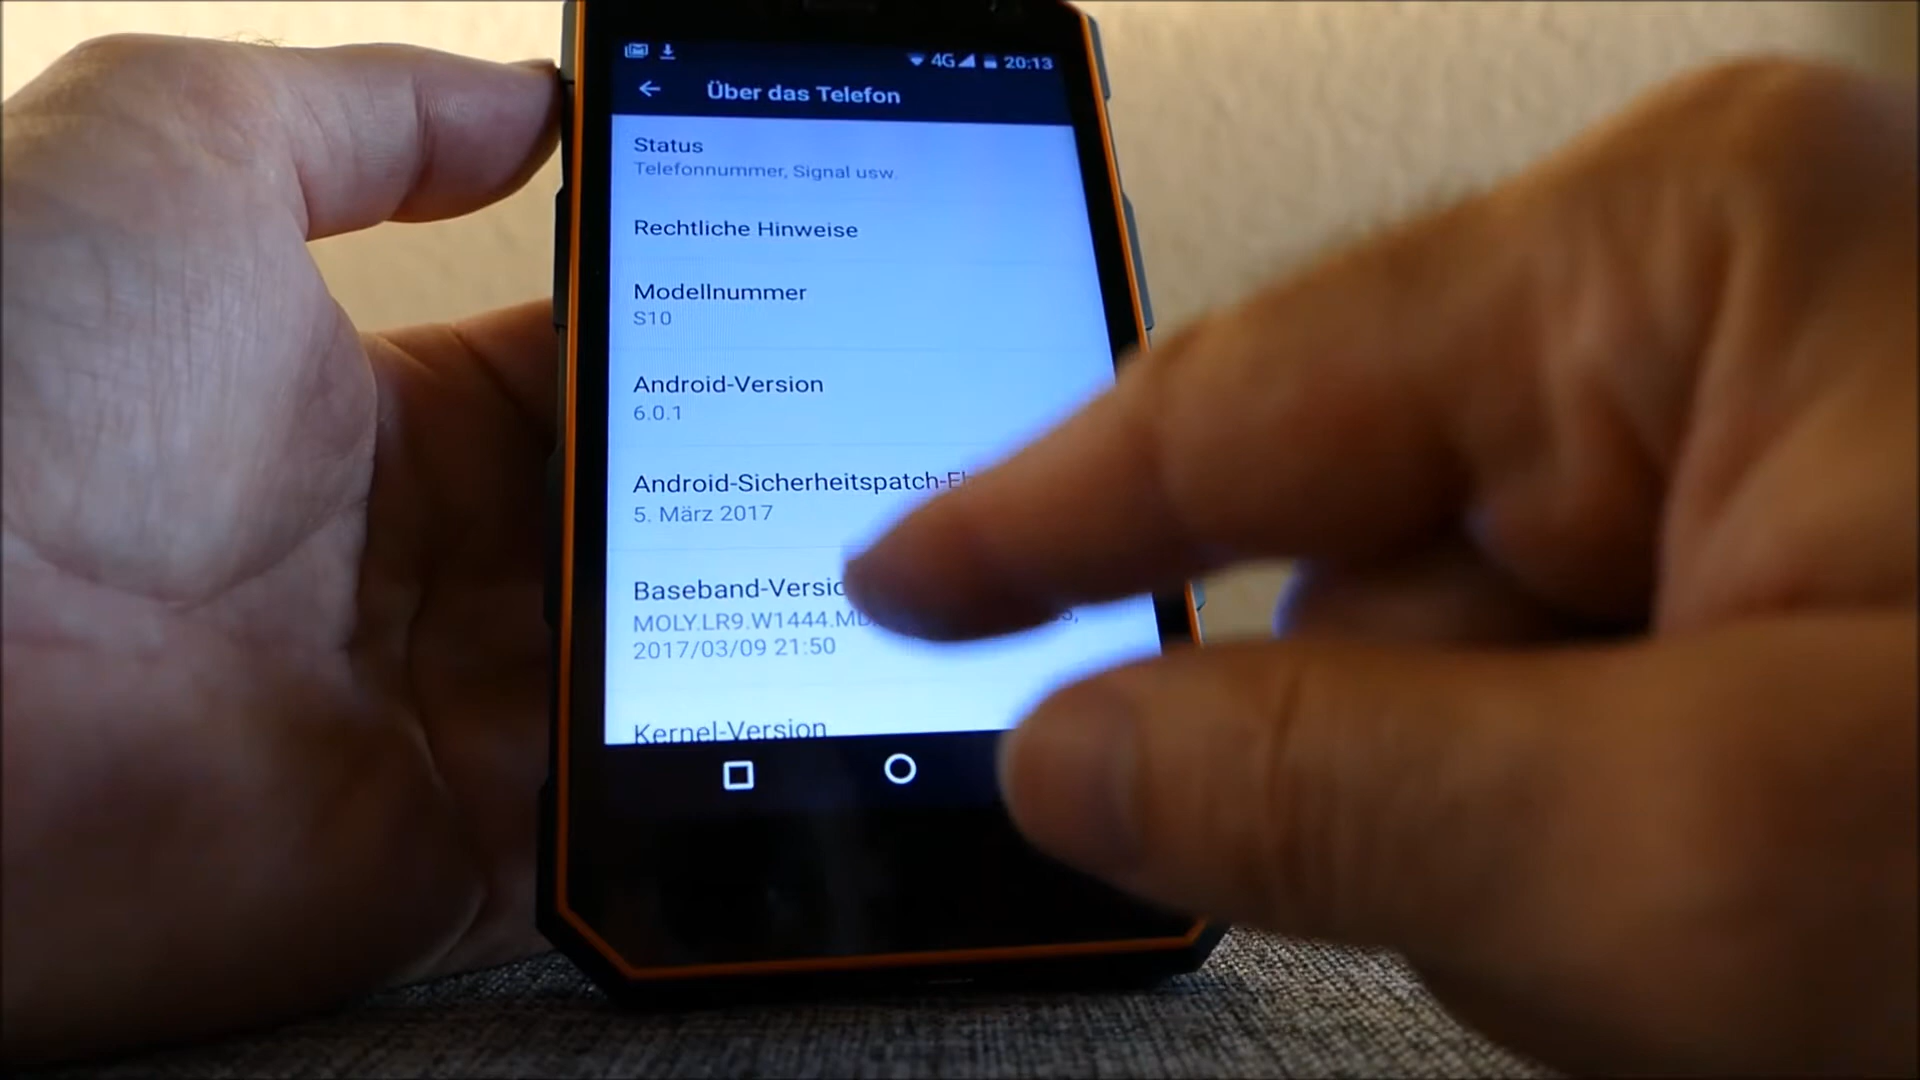 4G 20:13
Über das Telefon
Status
Telefonnummer, Signal usw.
Rechtliche Hinweise
Modellnummer
S10
Android-Version
6.0.1
Android-Sicherheitspatch-E
5. März 2017
Baseband-Versio
MOLY.LR9.W1444.MD
2017/03/09 21:50
Kernel-Version